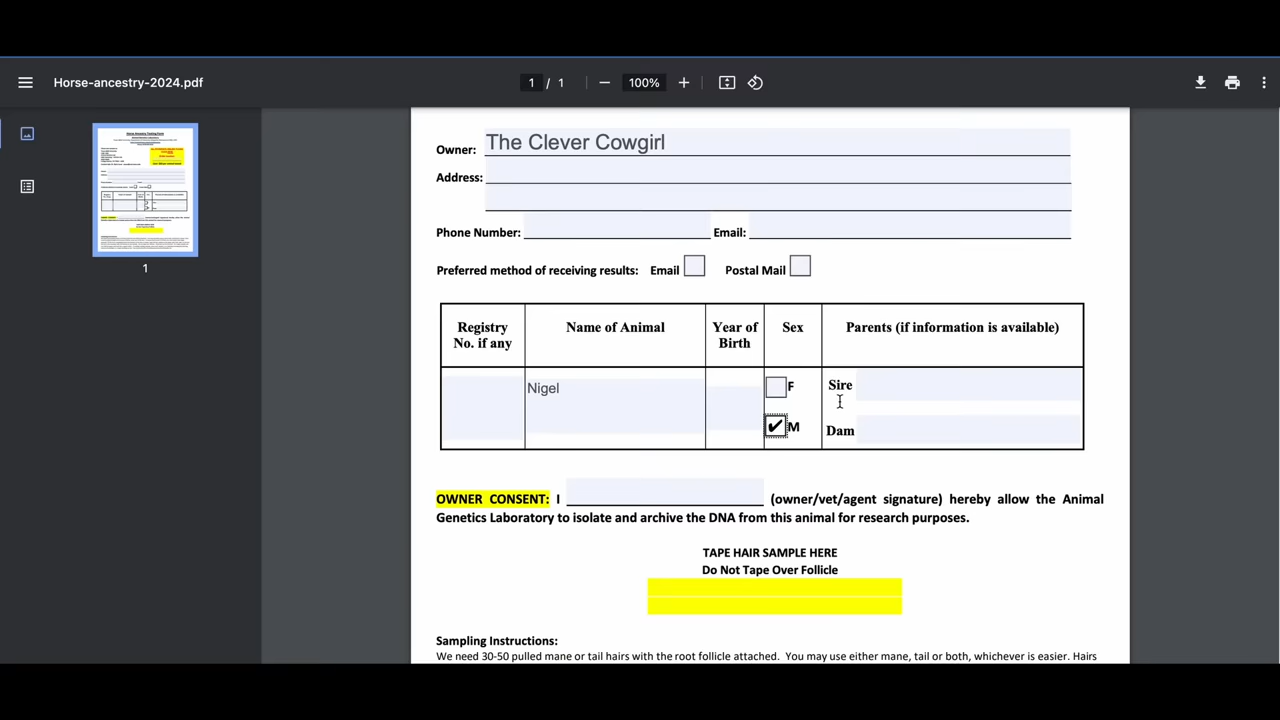 Horse-ancestry-2024.pdf
1 / 1
100%
1
Owner: The Clever Cowgirl
Address:
Phone Number: Email:
Preferred method of receiving results: Email Postal Mail
Registry No. if any Name of Animal Year of Birth Sex Parents (if information is available)
Nigel F Sire
M Dam
OWNER CONSENT: I (owner/vet/agent signature) hereby allow the Animal
Genetics Laboratory to isolate and archive the DNA from this animal for research purposes.
TAPE HAIR SAMPLE HERE
Do Not Tape Over Follicle
Sampling Instructions:
We need 30-50 pulled mane or tail hairs with the root follicle attached. You may use either mane, tail or both, whichever is easier. Hairs